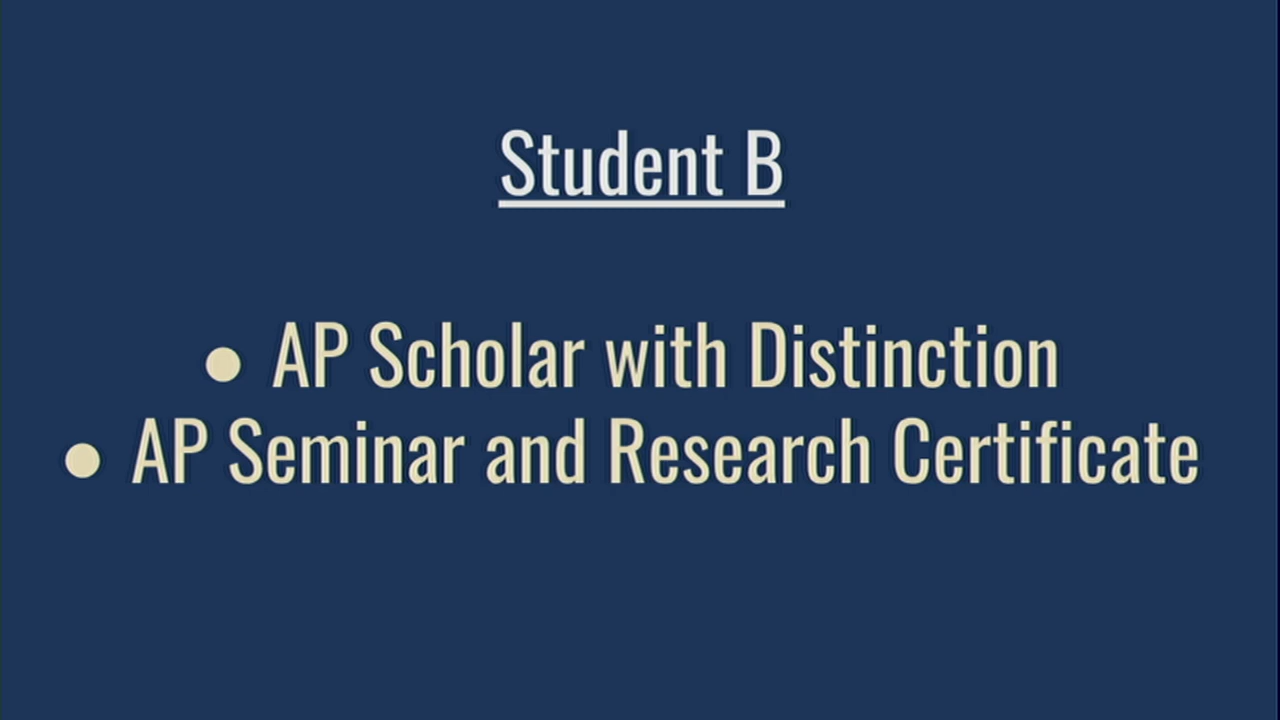 Student B
● AP Scholar with Distinction
● AP Seminar and Research Certificate